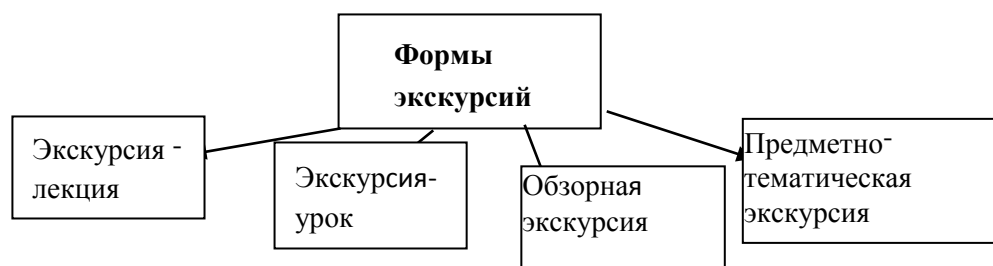 Формы
экскурсий
Экскурсия -
лекция
Экскурсия-
урок
Обзорная
экскурсия
Предметно-
тематическая
экскурсия